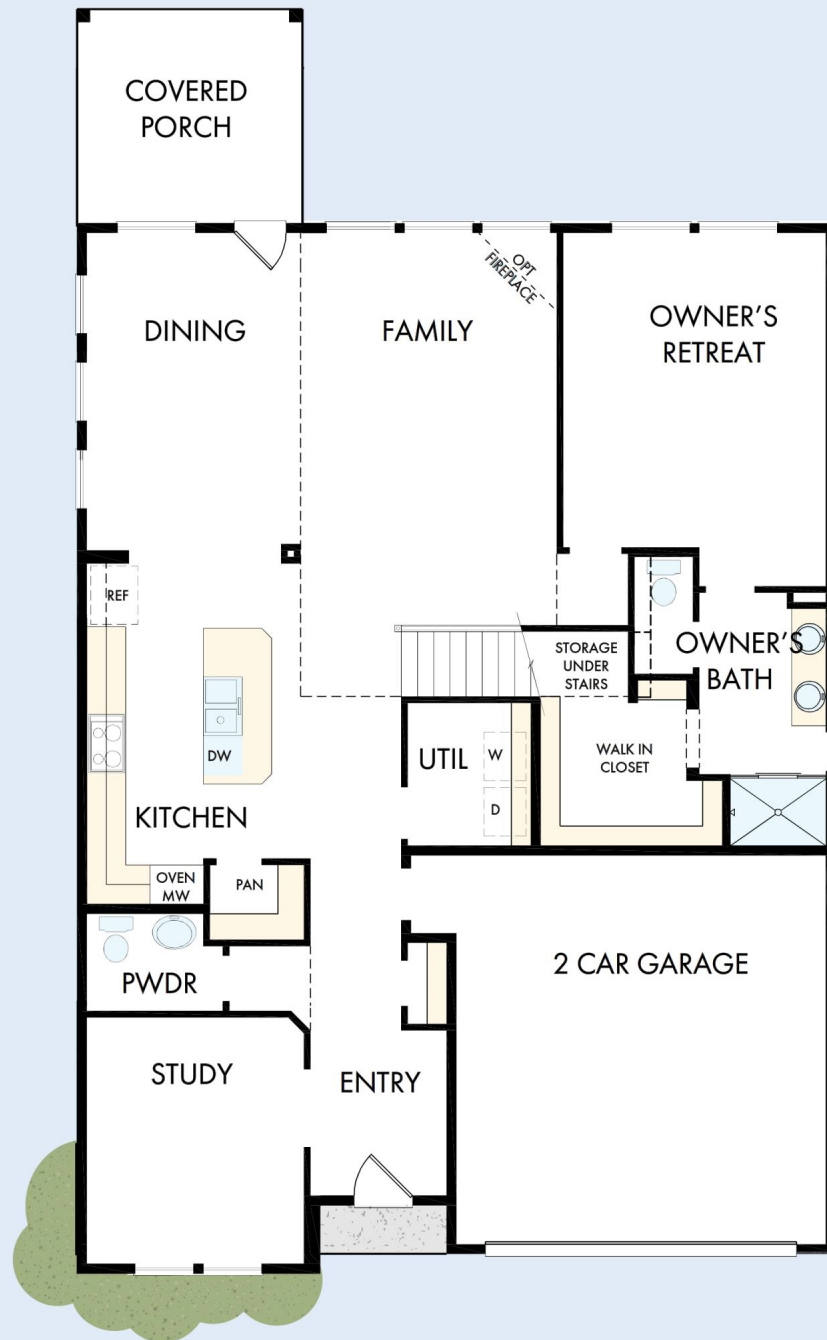 COVERED
PORCH
OPT
FIREPLACE
DINING
FAMILY
OWNER'S
RETREAT
REF
STORAGE
UNDER
STAIRS
OWNER'S
BATH
DW
UTIL
W
D
WALK IN
CLOSET
KITCHEN
OVEN
MW
PAN
PWDR
2 CAR GARAGE
STUDY
ENTRY